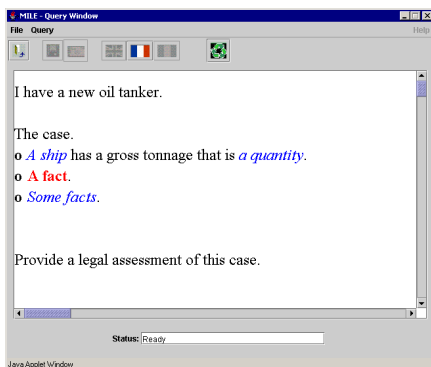 MILE - Query Window
File Query Help
I have a new oil tanker.
The case.
o A ship has a gross tonnage that is a quantity.
o A fact.
o Some facts.
Provide a legal assessment of this case.
Status: Ready
Java Applet Window